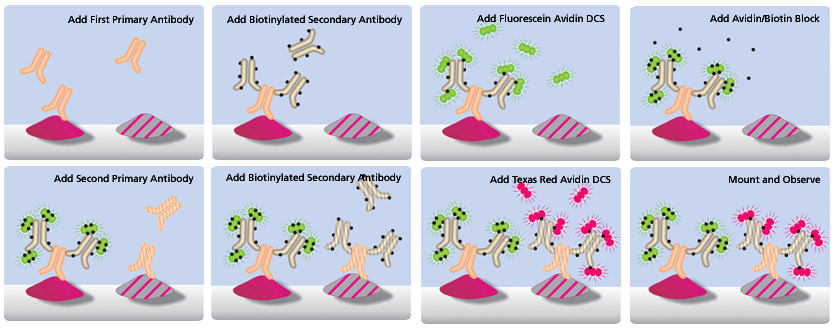 Add First Primary Antibody
Add Biotinylated Secondary Antibody
Add Fluorescein Avidin DCS
Add Avidin/Biotin Block
Add Second Primary Antibody
Add Biotinylated Secondary Antibody
Add Texas Red Avidin DCS
Mount and Observe